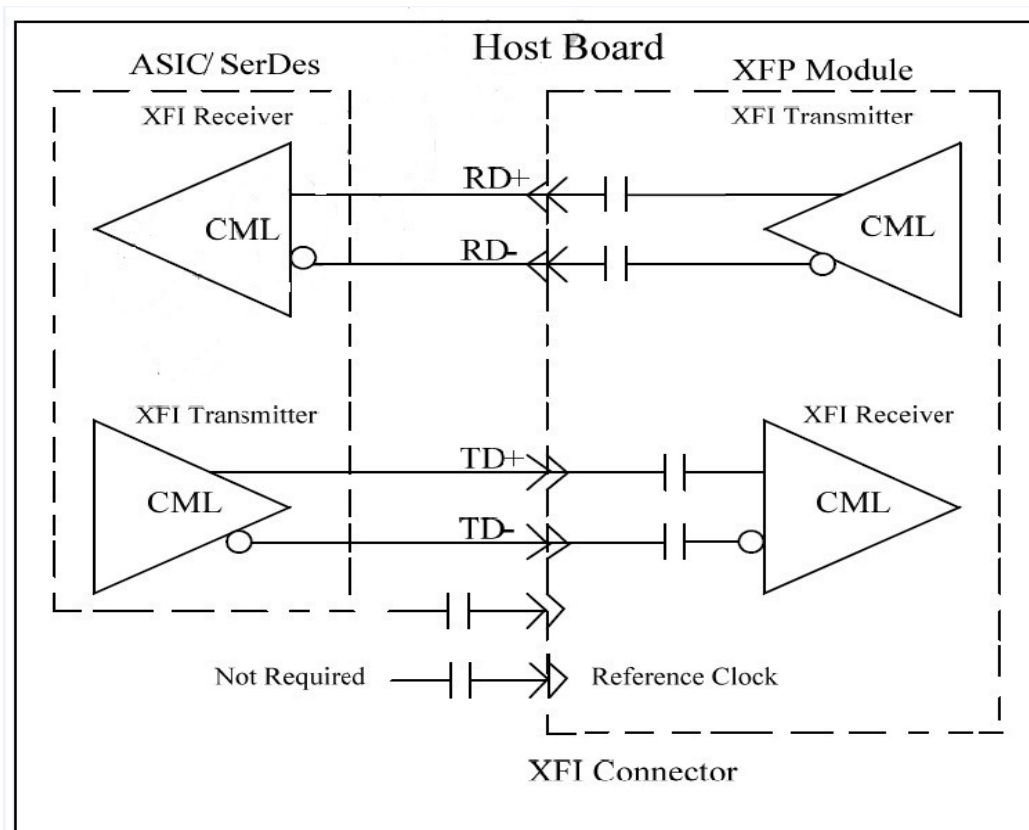 Host Board
ASIC/ SerDes
XFP Module
XFI Receiver
XFI Transmitter
RD+
CML
CML
RD-
XFI Transmitter
XFI Receiver
TD+
CML
CML
TD-
Not Required
Reference Clock
XFI Connector